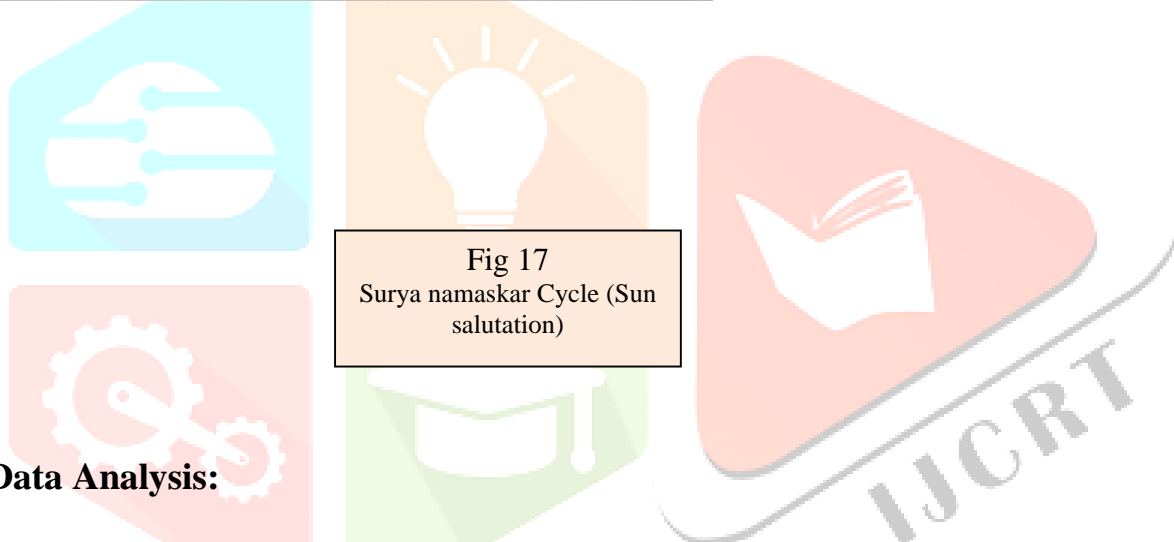 Fig 17
Surya namaskar Cycle (Sun
salutation)
Data Analysis:
IJCRT